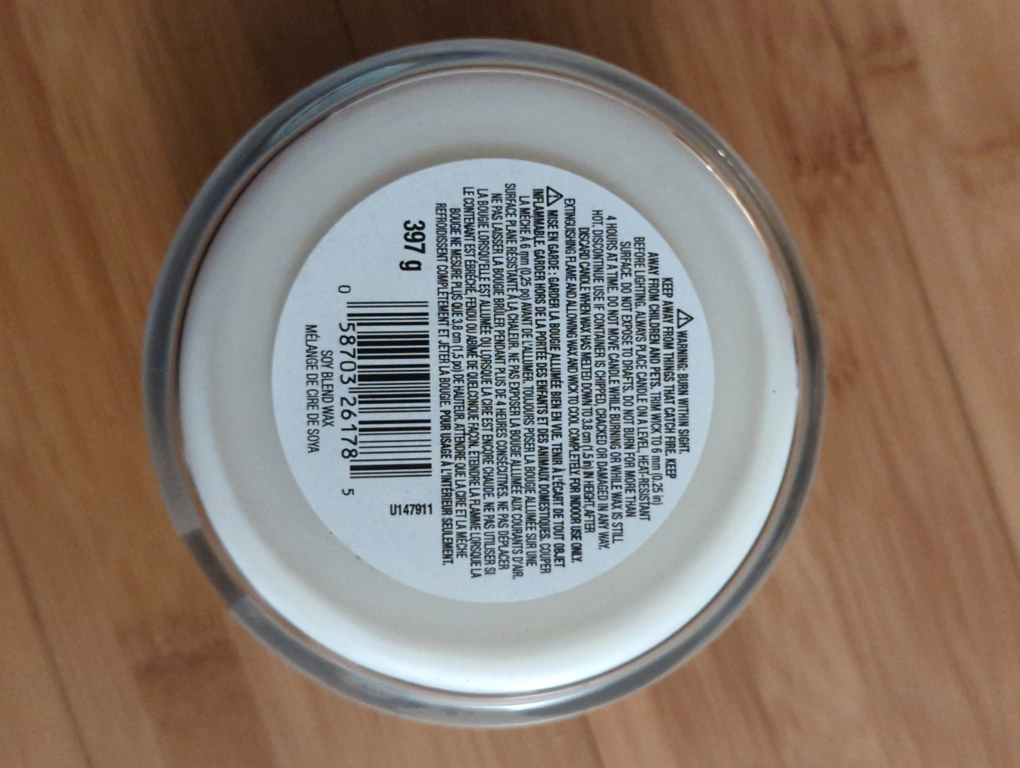 ⚠ WARNING: BURN WITHIN SIGHT.
KEEP WAY FROM THINGS THAT CATCH FIRE. KEEP
AWAY FROM CHILDREN AND PETS. TRIM WICK TO 6 mm (0.25 in)
BEFORE LIGHTING. ALWAYS PLACE CANDLE ON A LEVEL, HEAT-RESISTANT
SURFACE. DO NOT EXPOSE TO DRAFTS. DO NOT BURN FOR MORE THAN
4 HOURS AT A TIME. DO NOT MOVE CANDLE WHILE BURNING OR WHILE WAX IS STILL
HOT. DISCONTINUE USE IF CONTAINER IS CHIPPED, CRACKED OR DAMAGED IN ANY WAY.
DISCARD CANDLE WHEN WAX HAS MELTED DOWN TO 3.8 cm (1.5 in) IN HEIGHT, AFTER
EXTINGUISHING FLAME AND ALLOWING WAX AND WICK TO COOL COMPLETELY. FOR INDOOR USE ONLY.
⚠ MISE EN GARDE : GARDER LA BOUGIE ALLUMÉE BIEN EN VUE. TENIR À L'ÉCART DE TOUT OBJET
INFLAMMABLE. GARDER HORS DE LA PORTÉE DES ENFANTS ET DES ANIMAUX DOMESTIQUES. COUPER
LA MÈCHE À 6 mm (0,25 po) AVANT DE L'ALLUMER. TOUJOURS POSER LA BOUGIE ALLUMÉE SUR UNE
SURFACE PLANE RÉSISTANTE À LA CHALEUR. NE PAS EXPOSER LA BOUGIE ALLUMÉE AUX COURANTS D'AIR.
NE PAS LAISSER LA BOUGIE BRÛLER PENDANT PLUS DE 4 HEURES CONSÉCUTIVES. NE PAS DÉPLACER
LA BOUGIE LORSQU'ELLE EST ALLUMÉE OU LORSQUE LA CIRE EST ENCORE CHAUDE. NE PAS UTILISER SI
LE CONTENANT EST ÉBRÉCHÉ, FENDU OU ABÎMÉ DE QUELCONQUE FAÇON. ÉTEINDRE LA FLAMME LORSQUE LA
BOUGIE NE MESURE PLUS QUE 3,8 cm (1,5 po) DE HAUTEUR. ATTENDRE QUE LA CIRE ET LA MÈCHE
REFROIDISSENT COMPLÈTEMENT ET JETER LA BOUGIE. POUR USAGE À L'INTÉRIEUR SEULEMENT.
397 g
U147911
0 58703 26178 5
SOY BLEND WAX
MÉLANGE DE CIRE DE SOYA